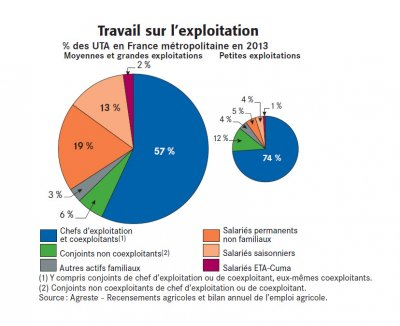 Travail sur l'exploitation
% des UTA en France métropolitaine en 2013
Moyennes et grandes exploitations
Petites exploitations
2 %
13 %
19 %
57 %
3 %
6 %
4 %
1 %
5 %
4 %
12 %
74 %
Chefs d'exploitation
et coexploitants(1)
Conjoints non coexploitants(2)
Autres actifs familiaux
Salariés permanents
non familiaux
Salariés saisonniers
Salariés ETA-Cuma
(1) Y compris conjoints de chef d'exploitation ou de coexploitant, eux-mêmes coexploitants.
(2) Conjoints non coexploitants de chef d'exploitation ou de coexploitant.
Source : Agreste – Recensements agricoles et bilan annuel de l'emploi agricole.